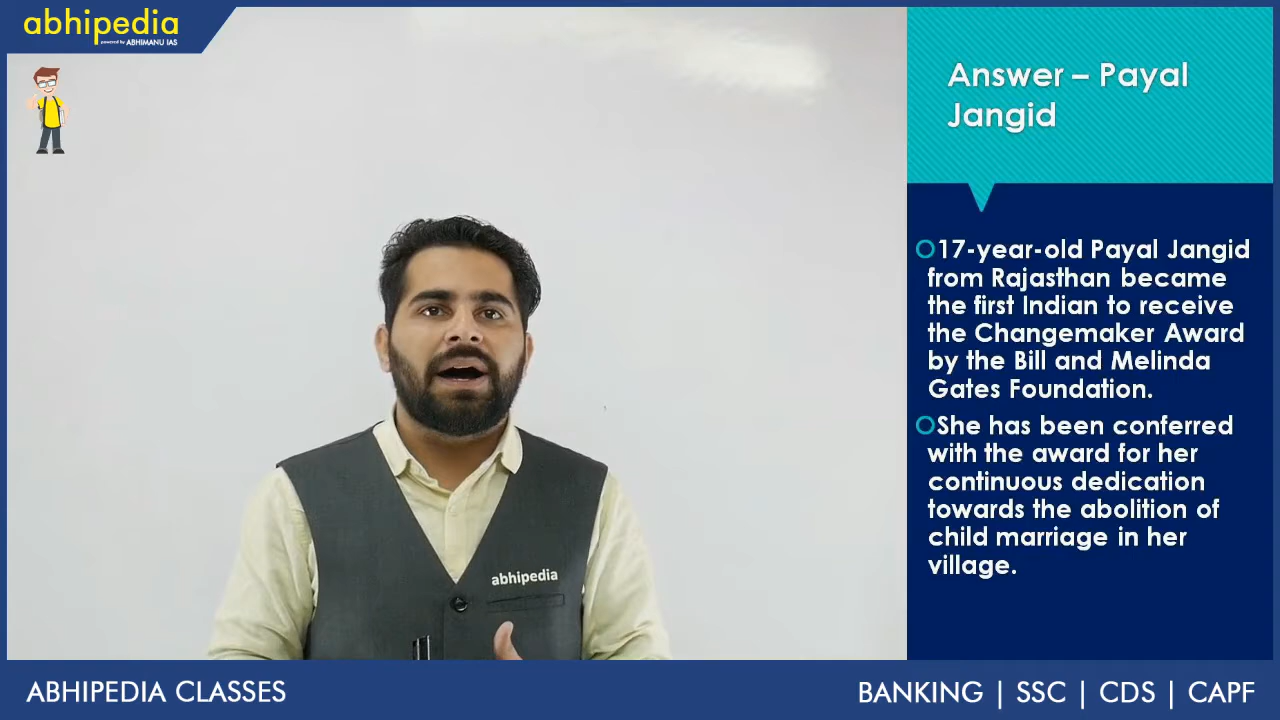 abhipedia
powered by ABHIMANU IAS
Answer – Payal
Jangid
17-year-old Payal Jangid
from Rajasthan became
the first Indian to receive
the Changemaker Award
by the Bill and Melinda
Gates Foundation.
She has been conferred
with the award for her
continuous dedication
towards the abolition of
child marriage in her
village.
abhipedia
ABHIPEDIA CLASSES
BANKING | SSC | CDS | CAPF